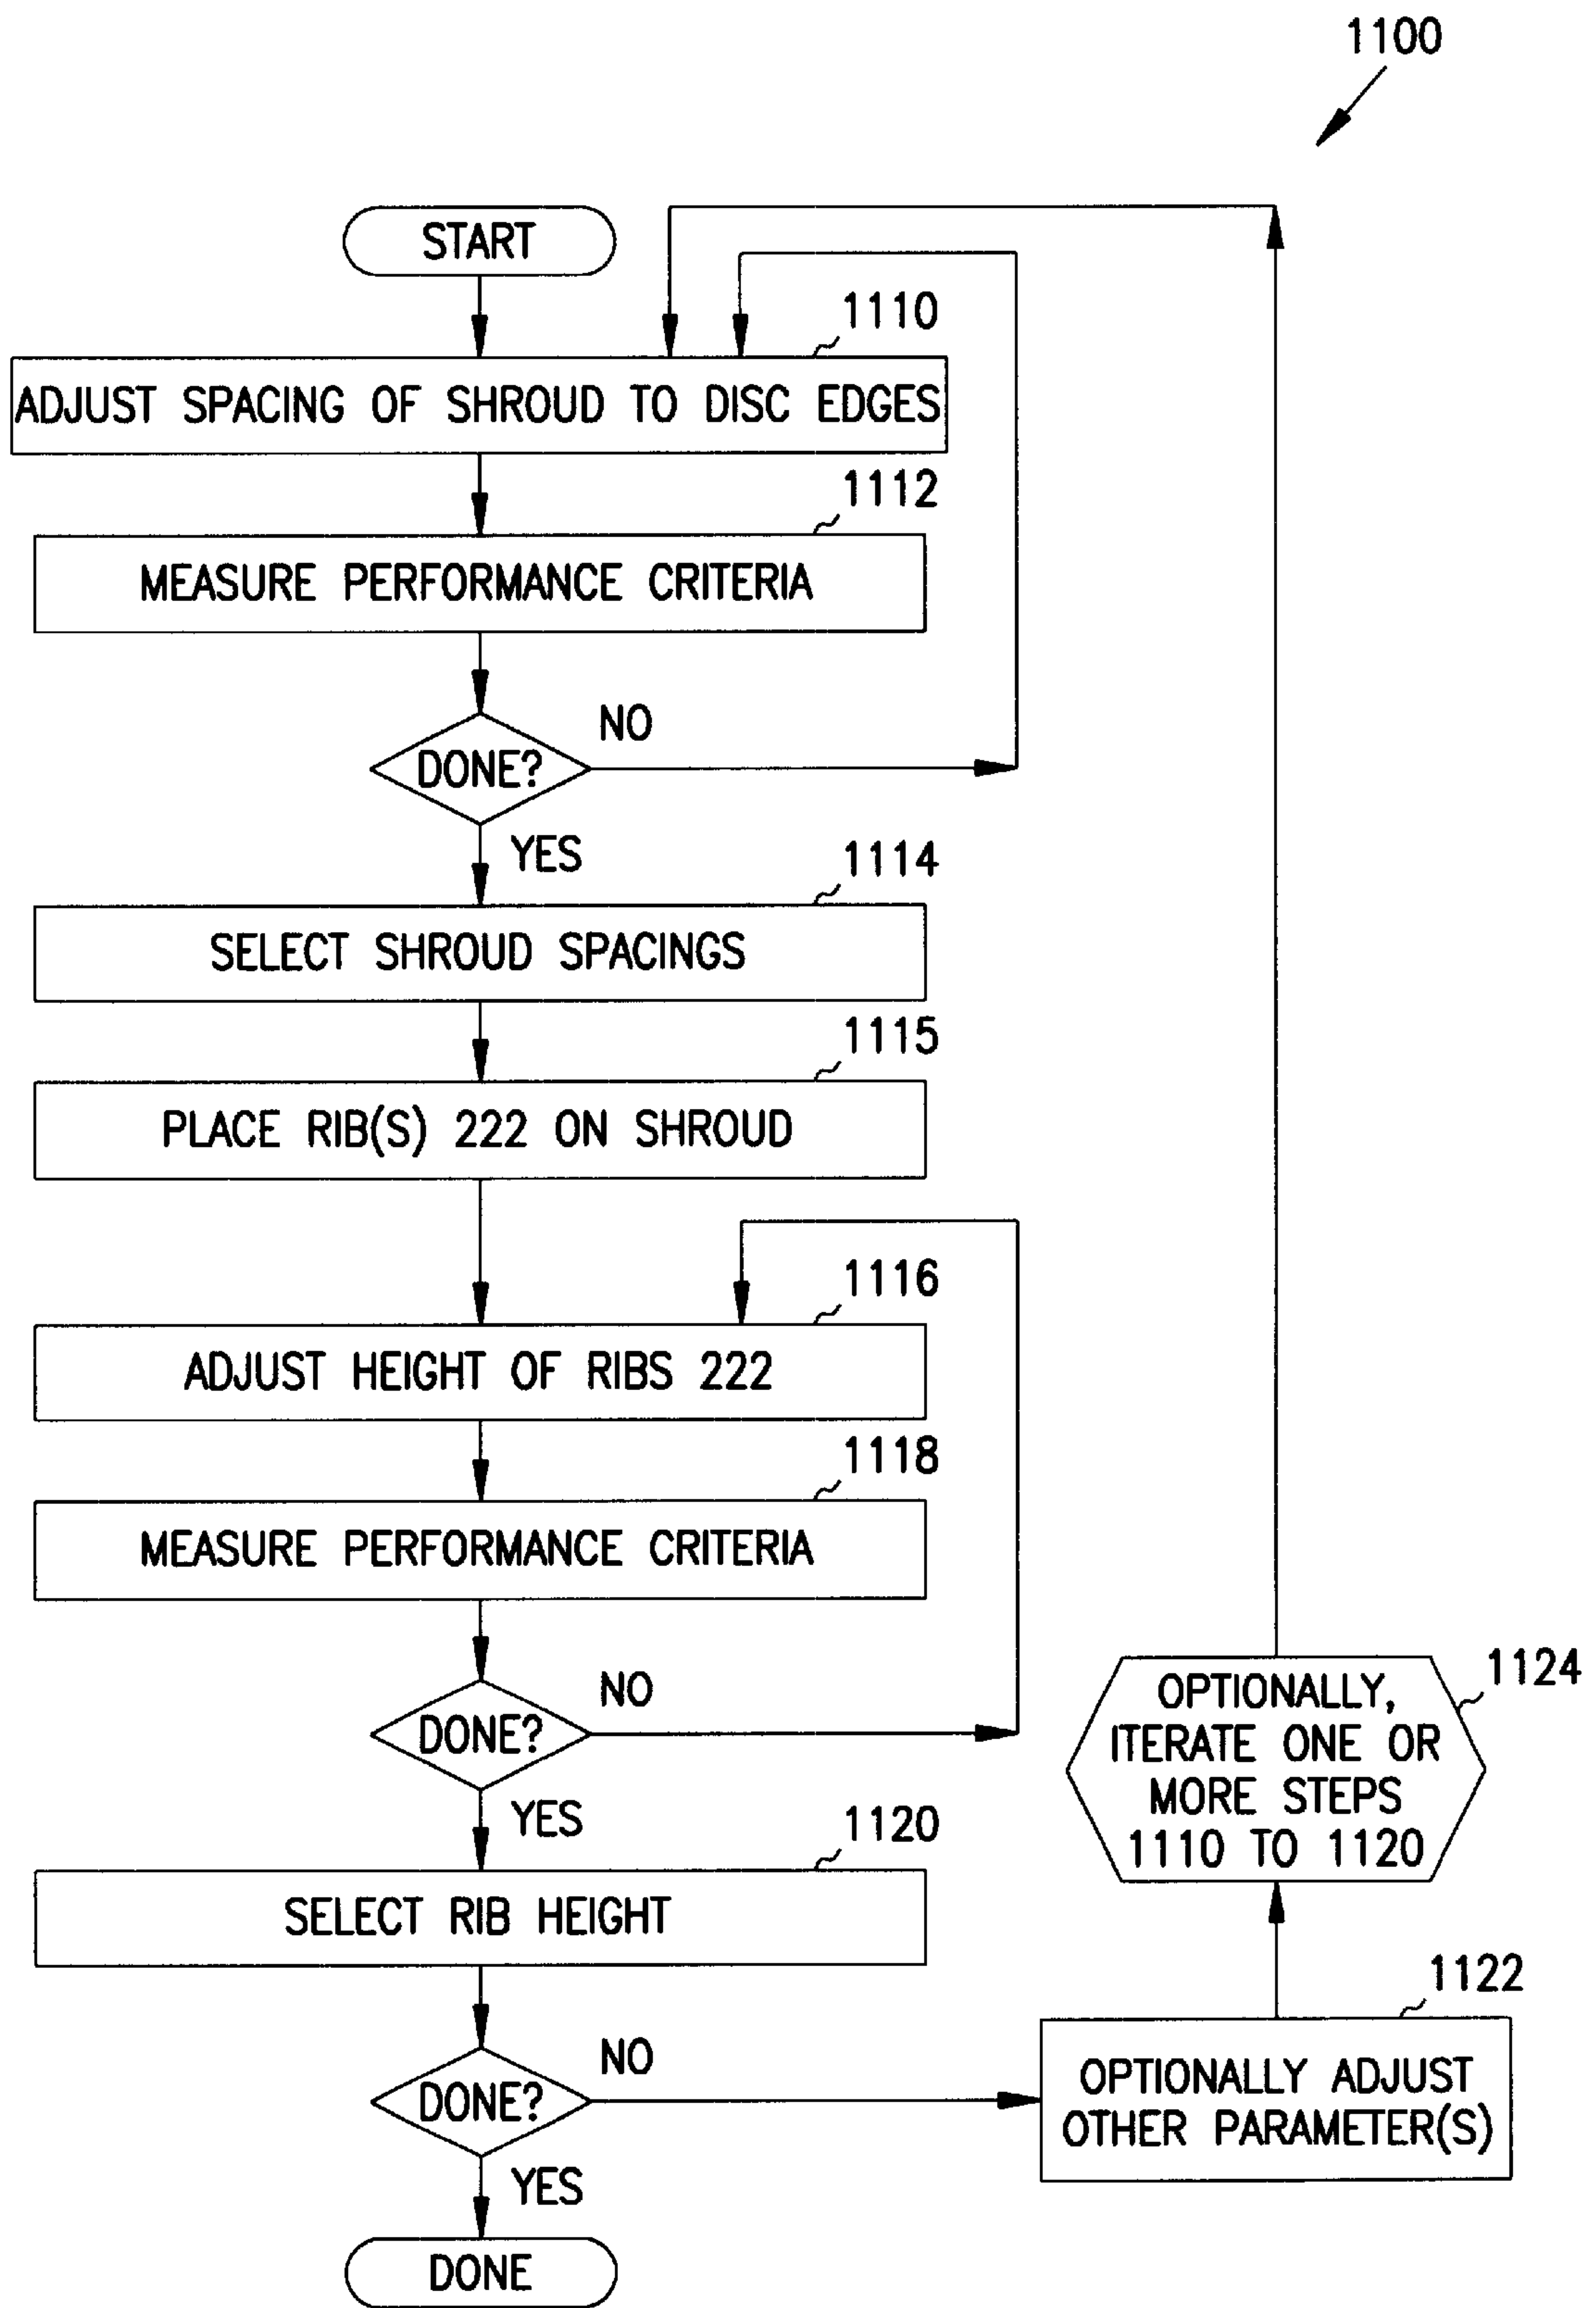 1100
START
1110
ADJUST SPACING OF SHROUD TO DISC EDGES
1112
MEASURE PERFORMANCE CRITERIA
DONE?
NO
YES
1114
SELECT SHROUD SPACINGS
1115
PLACE RIB(S) 222 ON SHROUD
1116
ADJUST HEIGHT OF RIBS 222
1118
MEASURE PERFORMANCE CRITERIA
DONE?
NO
YES
1120
SELECT RIB HEIGHT
DONE?
NO
YES
DONE
1122
OPTIONALLY ADJUST
OTHER PARAMETER(S)
1124
OPTIONALLY,
ITERATE ONE OR
MORE STEPS
1110 TO 1120